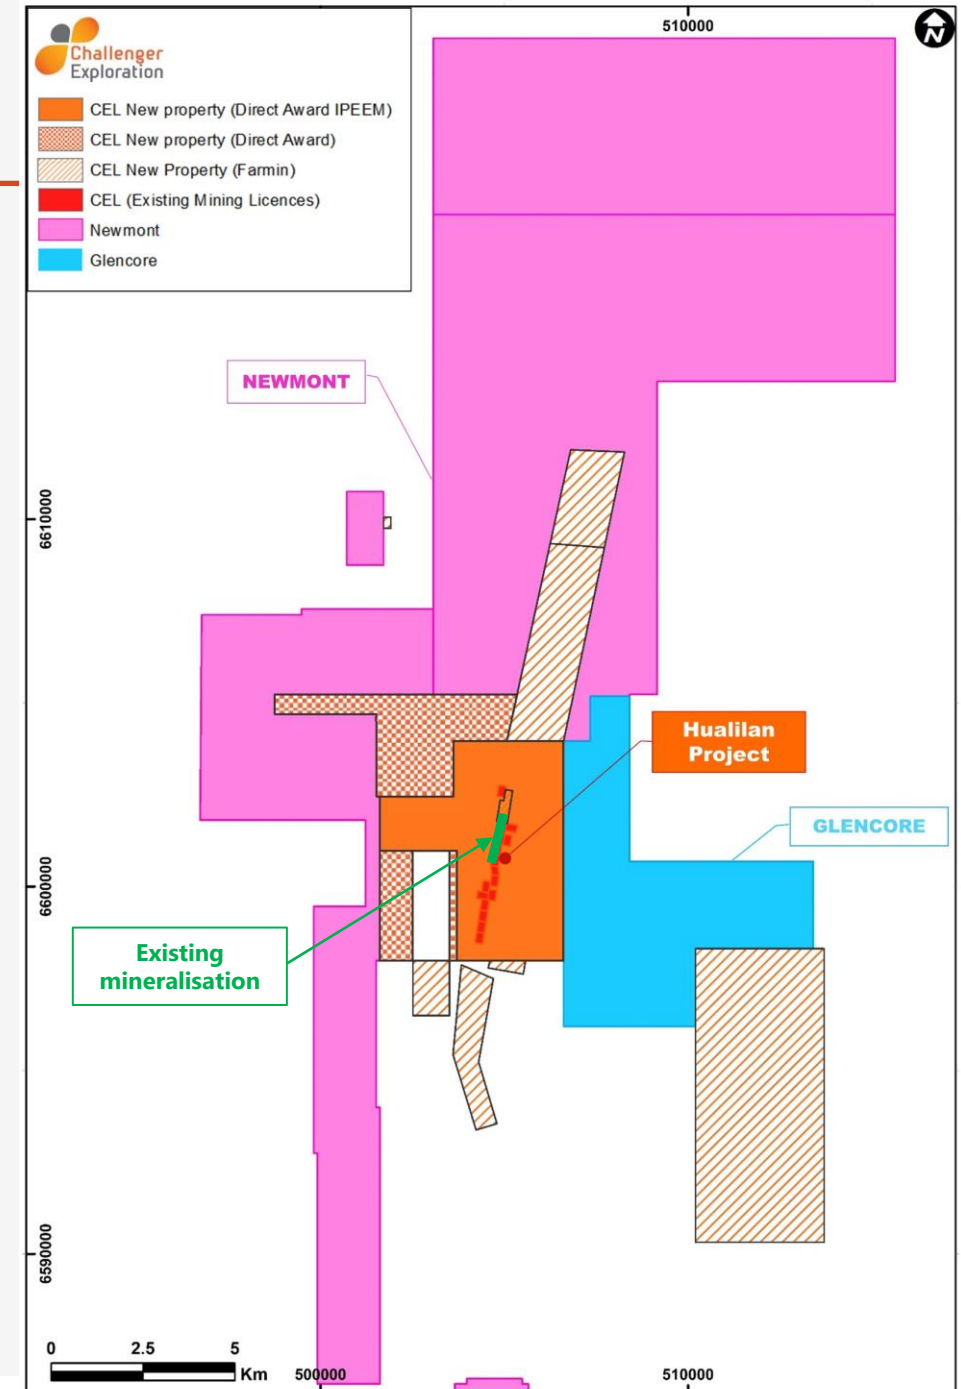 510000
N
Challenger
Exploration
CEL New property (Direct Award IPEEM)
CEL New property (Direct Award)
CEL New Property (Farmin)
CEL (Existing Mining Licences)
Newmont
Glencore
NEWMONT
6610000
Hualilan
Project
GLENCORE
6600000
Existing
mineralisation
6590000
0 2.5 5
Km
500000
510000